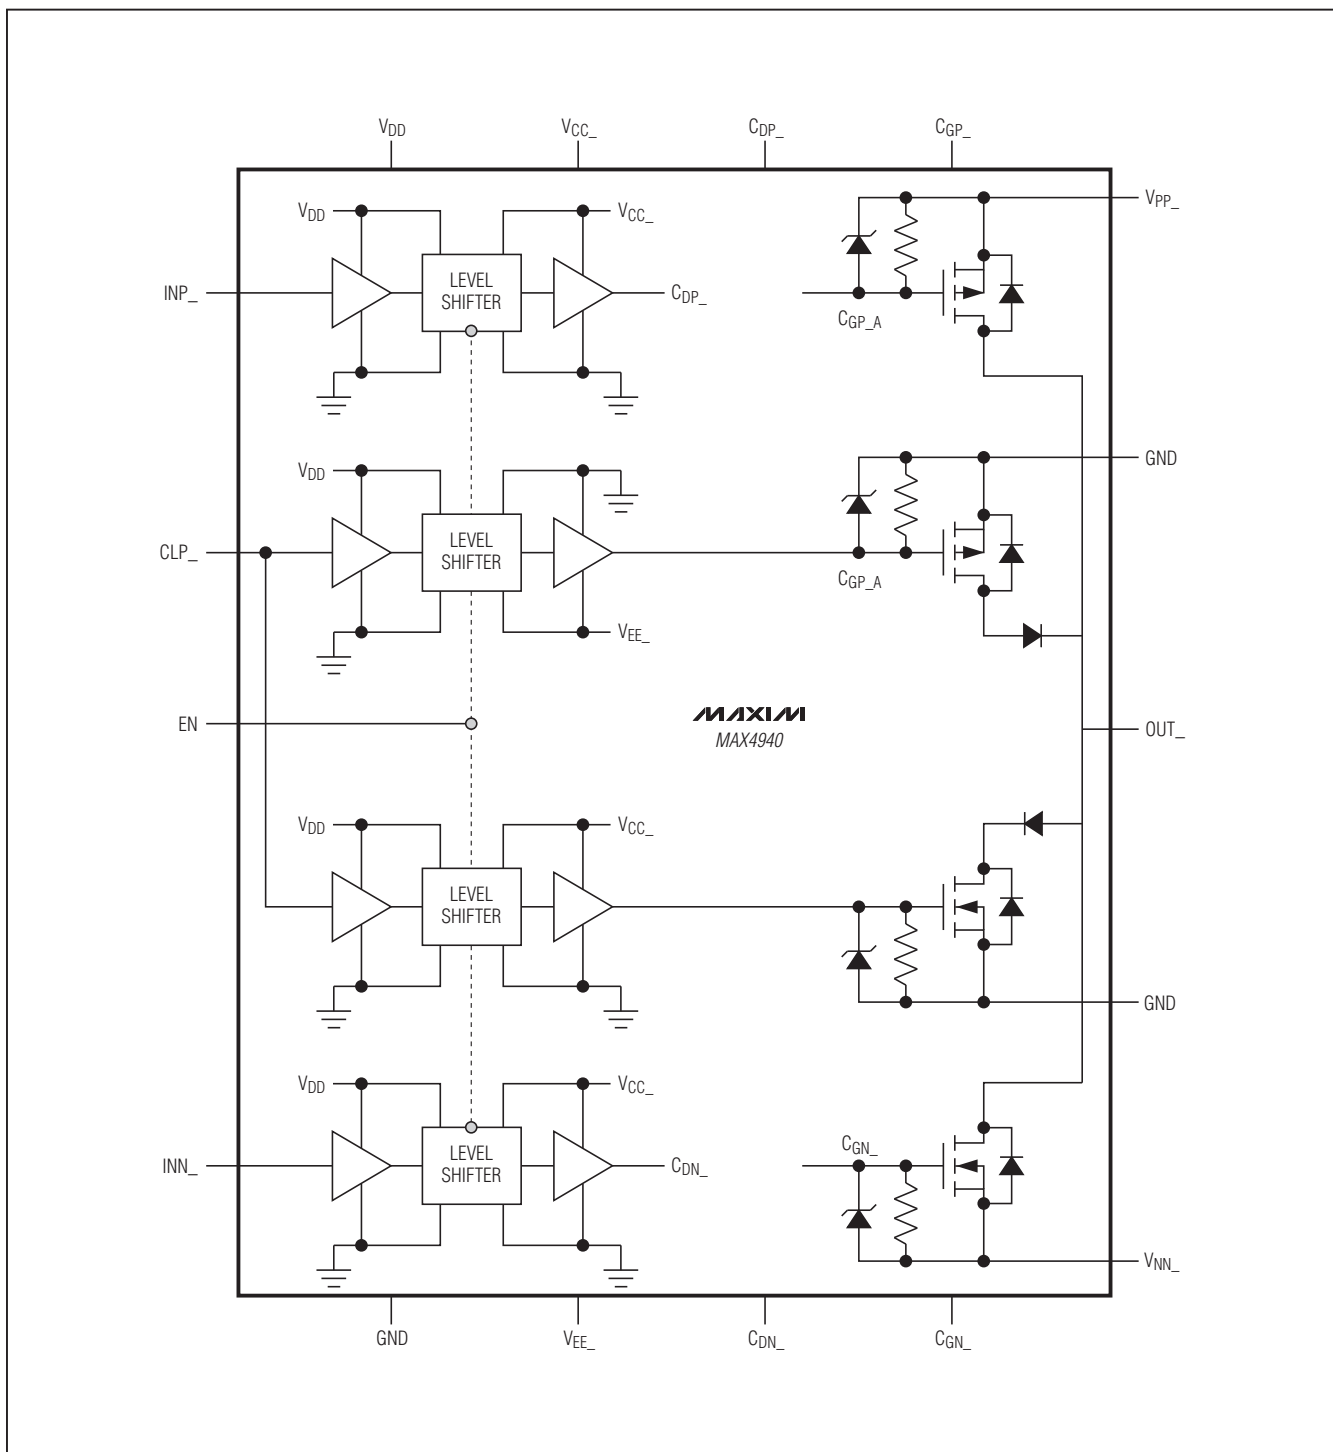 VDD VCC_ CDP_ CGP_
VDD VCC_ VPP_
INP_ LEVEL SHIFTER CDP_ CGP_A
VDD GND
CLP_ LEVEL SHIFTER CGP_A
VEE_
EN MAXIM OUT_
MAX4940
VDD VCC_
LEVEL SHIFTER
GND
VDD VCC_
INN_ LEVEL SHIFTER CDN_ CGN_
VNN_
GND VEE_ CDN_ CGN_